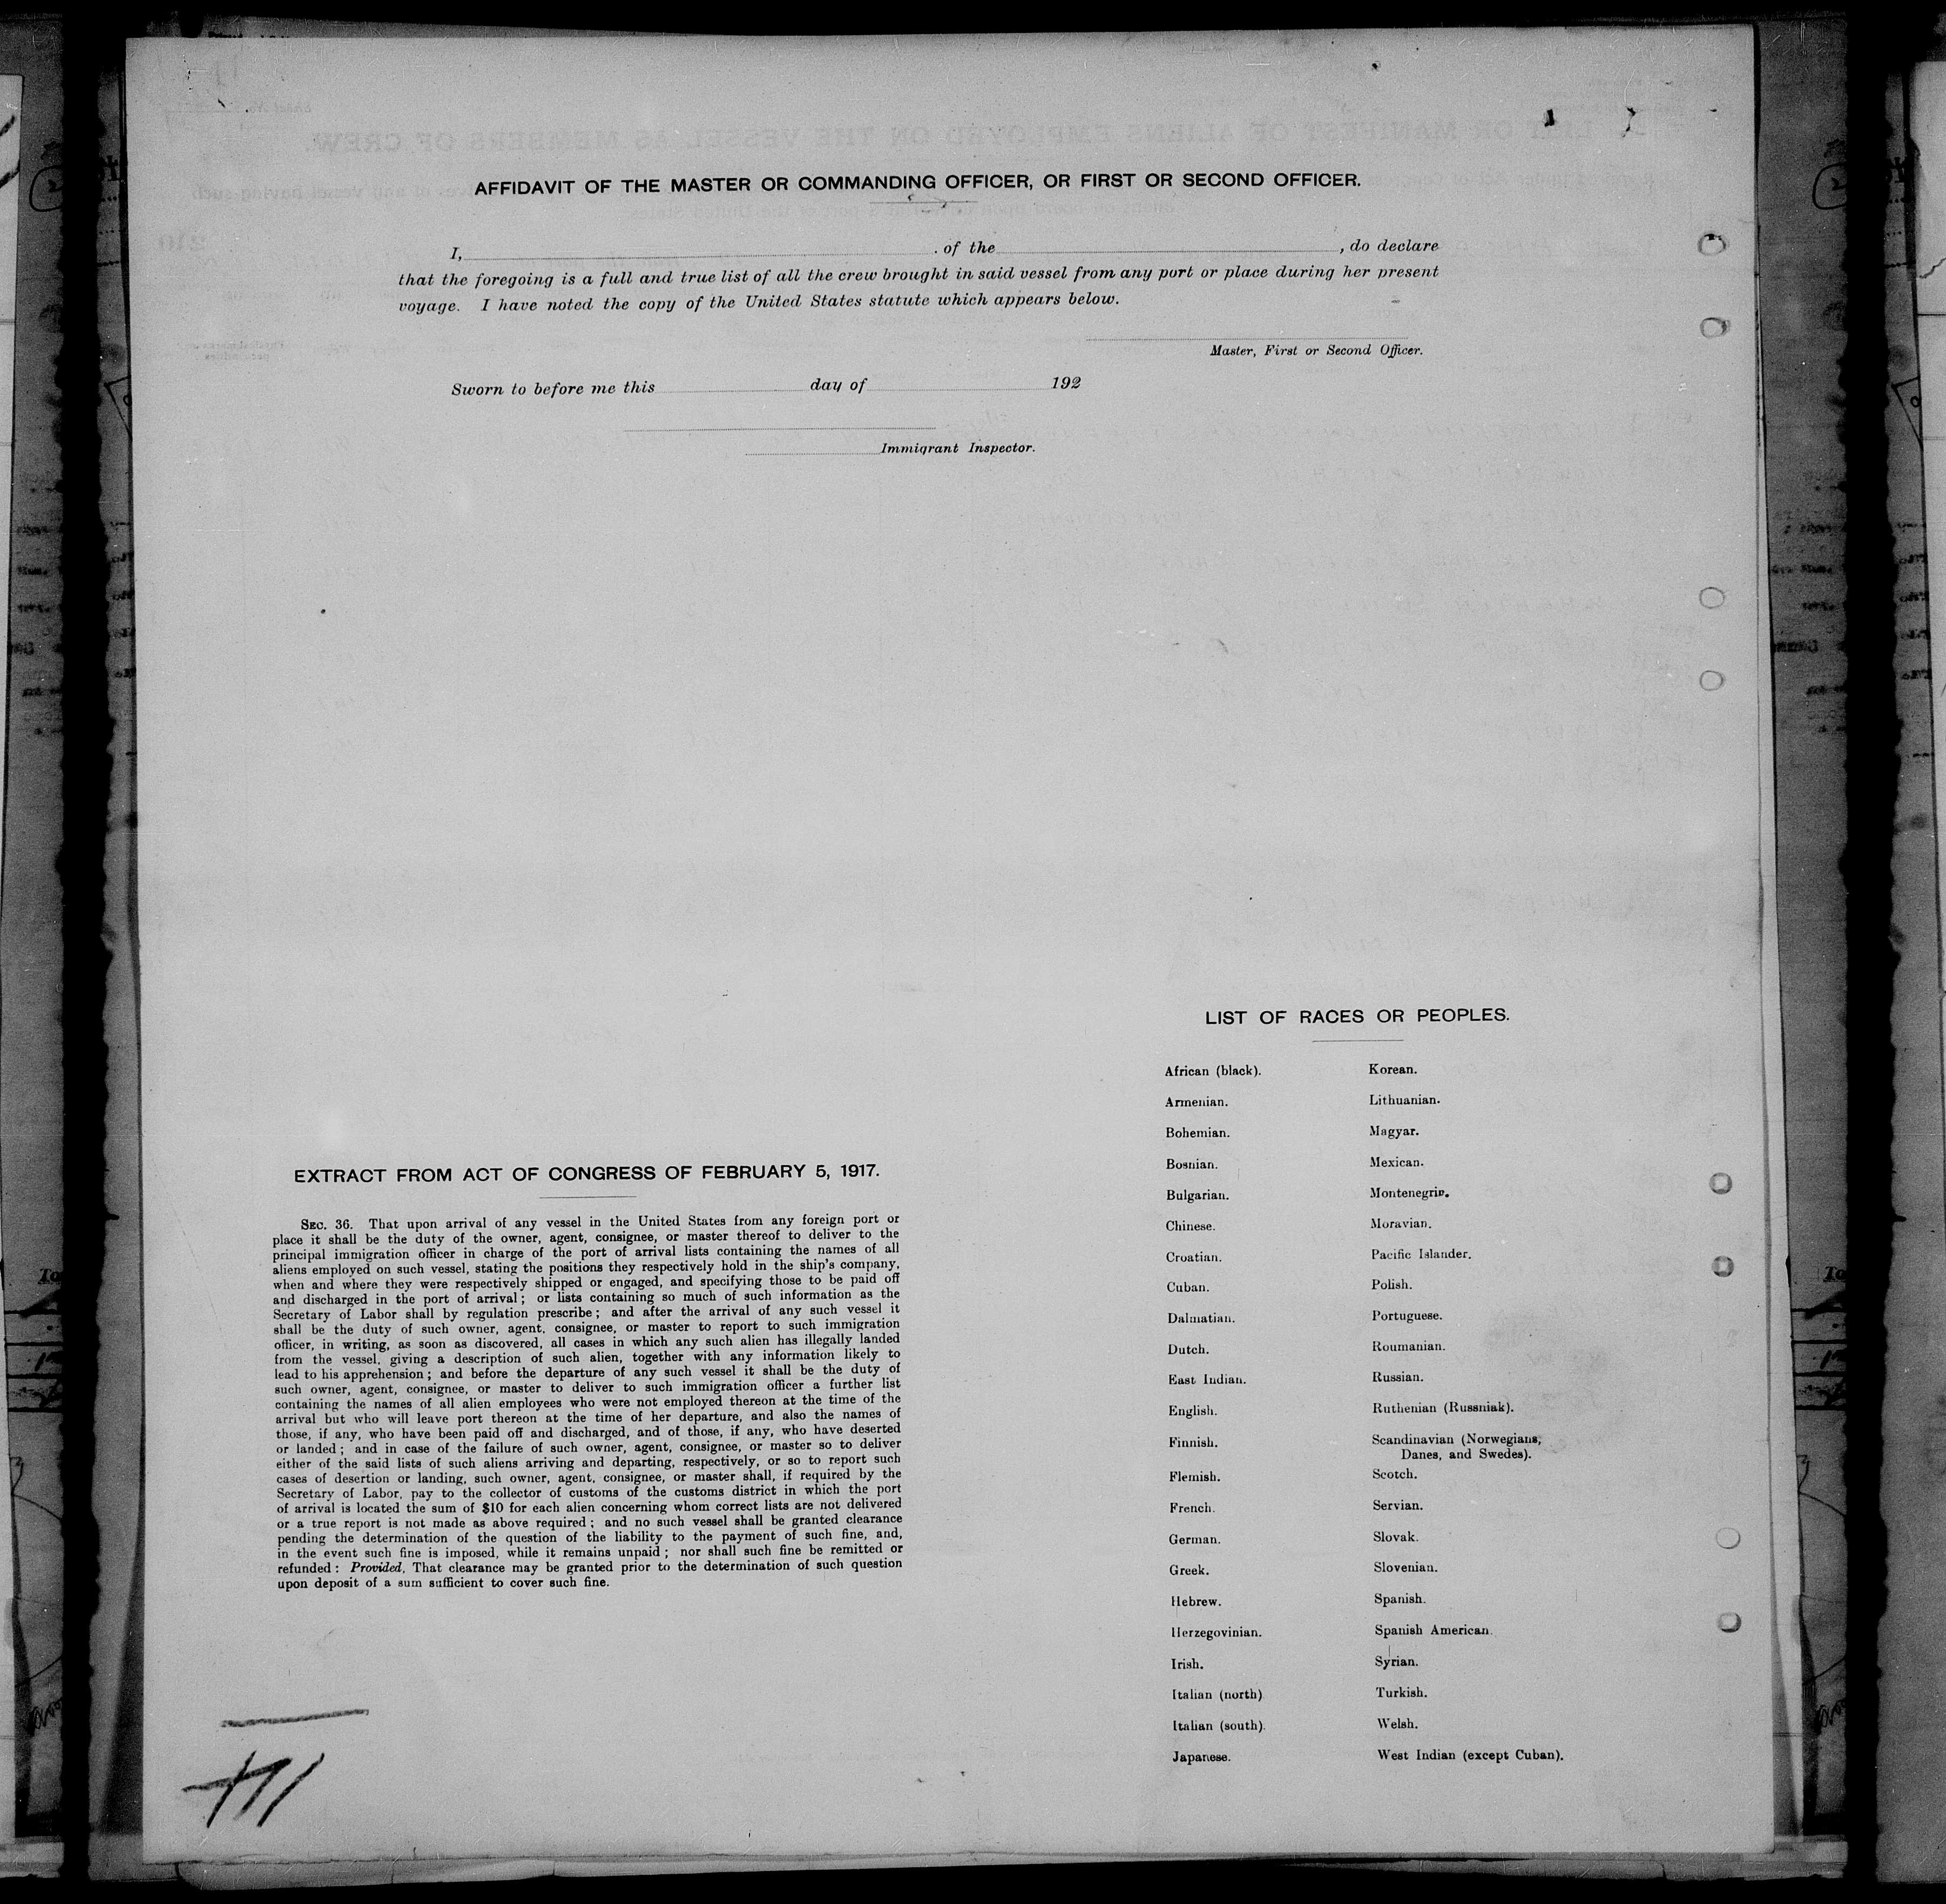 AFFIDAVIT OF THE MASTER OR COMMANDING OFFICER, OR FIRST OR SECOND OFFICER.
I, . of the , do declare
that the foregoing is a full and true list of all the crew brought in said vessel from any port or place during her present
voyage. I have noted the copy of the United States statute which appears below.
Master, First or Second Officer.
Sworn to before me this day of 192
Immigrant Inspector.
EXTRACT FROM ACT OF CONGRESS OF FEBRUARY 5, 1917.
SEC. 36. That upon arrival of any vessel in the United States from any foreign port or
place it shall be the duty of the owner, agent, consignee, or master thereof to deliver to the
principal immigration officer in charge of the port of arrival lists containing the names of all
aliens employed on such vessel, stating the positions they respectively hold in the ship's company,
when and where they were respectively shipped or engaged, and specifying those to be paid off
and discharged in the port of arrival; or lists containing so much of such information as the
Secretary of Labor shall by regulation prescribe; and after the arrival of any such vessel it
shall be the duty of such owner, agent, consignee, or master to report to such immigration
officer, in writing, as soon as discovered, all cases in which any such alien has illegally landed
from the vessel, giving a description of such alien, together with any information likely to
lead to his apprehension; and before the departure of any such vessel it shall be the duty of
such owner, agent, consignee, or master to deliver to such immigration officer a further list
containing the names of all alien employees who were not employed thereon at the time of the
arrival but who will leave port thereon at the time of her departure, and also the names of
those, if any, who have been paid off and discharged, and of those, if any, who have deserted
or landed; and in case of the failure of such owner, agent, consignee, or master so to deliver
either of the said lists of such aliens arriving and departing, respectively, or so to report such
cases of desertion or landing, such owner, agent, consignee, or master shall, if required by the
Secretary of Labor, pay to the collector of customs of the customs district in which the port
of arrival is located the sum of $10 for each alien concerning whom correct lists are not delivered
or a true report is not made as above required; and no such vessel shall be granted clearance
pending the determination of the question of the liability to the payment of such fine, and,
in the event such fine is imposed, while it remains unpaid; nor shall such fine be remitted or
refunded: Provided, That clearance may be granted prior to the determination of such question
upon deposit of a sum sufficient to cover such fine.
LIST OF RACES OR PEOPLES.
African (black).
Armenian.
Bohemian.
Bosnian.
Bulgarian.
Chinese.
Croatian.
Cuban.
Dalmatian.
Dutch.
East Indian.
English.
Finnish.
Flemish.
French.
German.
Greek.
Hebrew.
Herzegovinian.
Irish.
Italian (north)
Italian (south).
Japanese.
Korean.
Lithuanian.
Magyar.
Mexican.
Montenegrin.
Moravian.
Pacific Islander.
Polish.
Portuguese.
Roumanian.
Russian.
Ruthenian (Russniak).
Scandinavian (Norwegians,
Danes, and Swedes).
Scotch.
Servian.
Slovak.
Slovenian.
Spanish.
Spanish American.
Syrian.
Turkish.
Welsh.
West Indian (except Cuban).